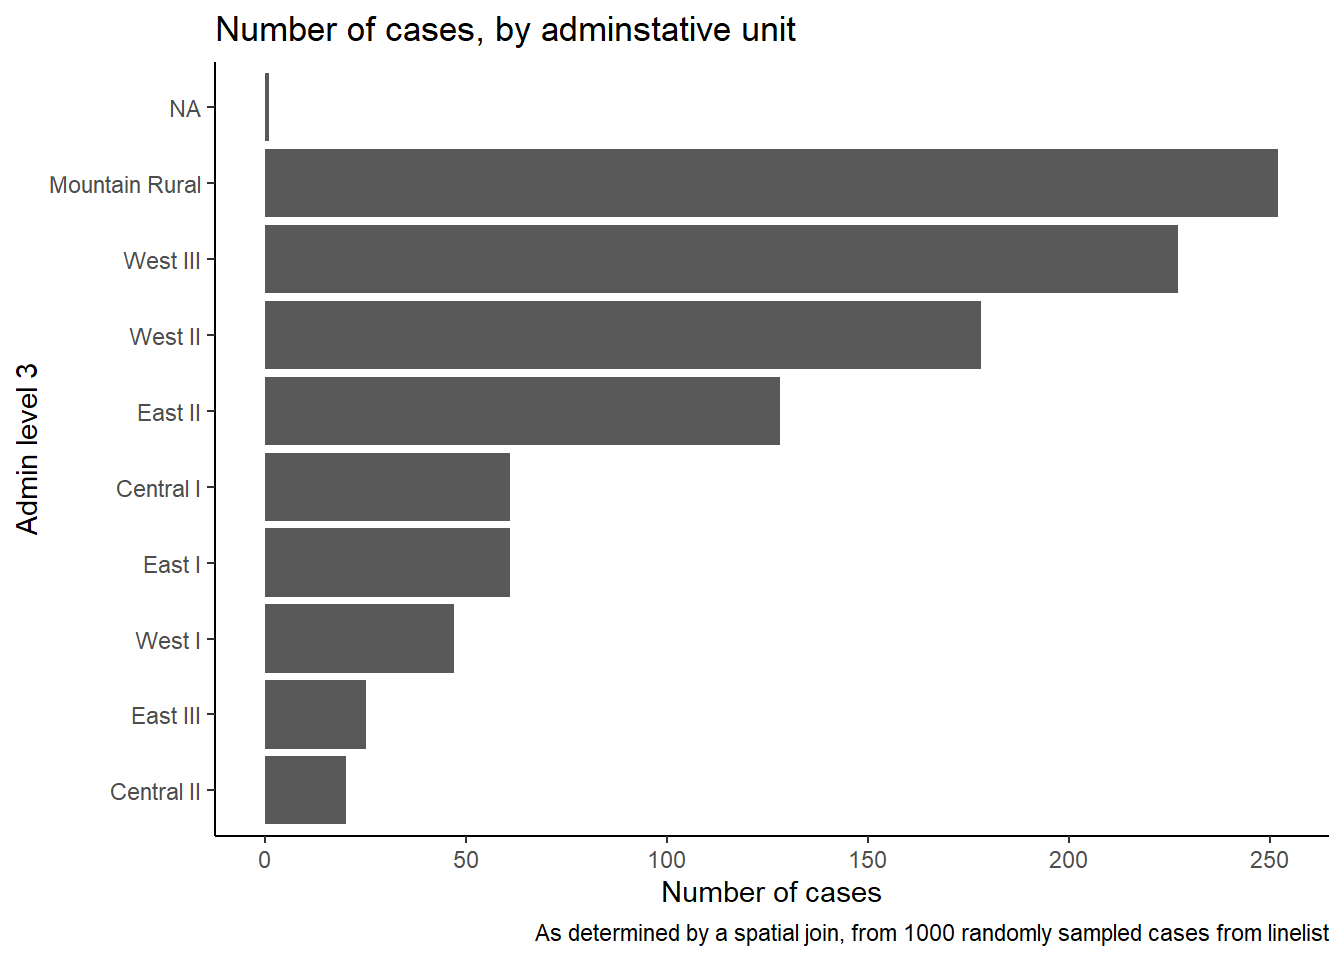 Number of cases, by adminstative unit
NA
Mountain Rural
West III
West II
East II
Central I
East I
West I
East III
Central II
Admin level 3
0 50 100 150 200 250
Number of cases
As determined by a spatial join, from 1000 randomly sampled cases from linelist